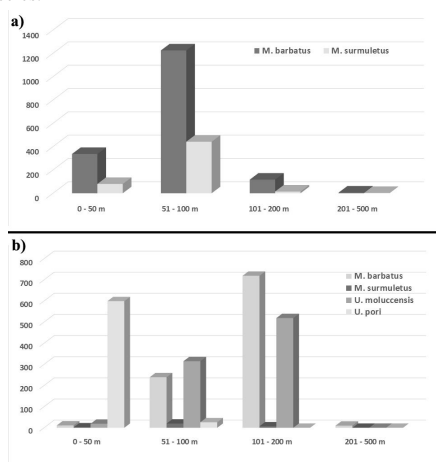 a)
1400
1200
1000
800
600
400
200
0
M. barbatus M. surmuletus
0 - 50 m 51 - 100 m 101 - 200 m 201 - 500 m
b)
800
700
600
500
400
300
200
100
0
M. barbatus
M. surmuletus
U. moluccensis
U. pori
0 - 50 m 51 - 100 m 101 - 200 m 201 - 500 m